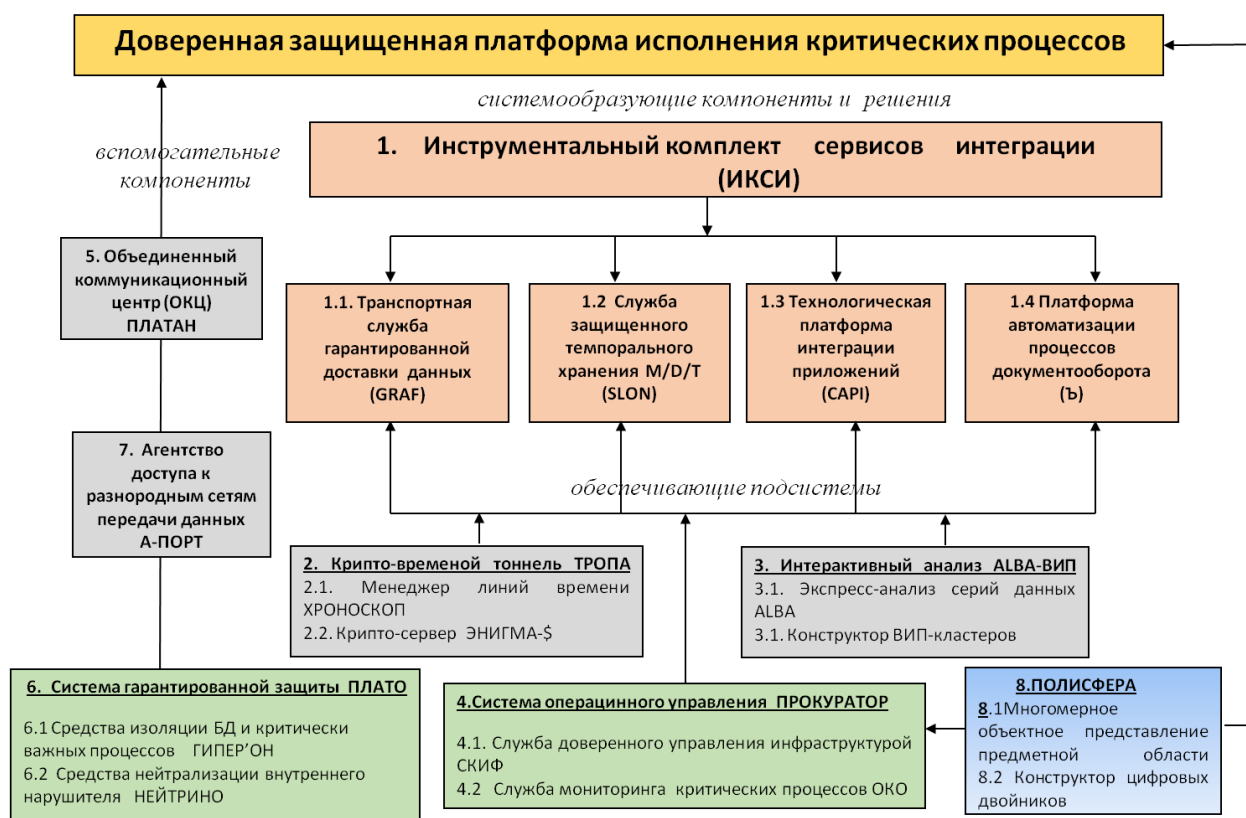 Доверенная защищенная платформа исполнения критических процессов
системообразующие компоненты и решения
вспомогательные
компоненты
1. Инструментальный комплект сервисов интеграции
(ИКСИ)
5. Объединенный
коммуникационный
центр (ОКЦ)
ПЛАТАН
1.1. Транспортная
служба
гарантированной
доставки данных
(GRAF)
1.2 Служба
защищенного
темпорального
хранения M/D/T
(SLON)
1.3 Технологическая
платформа
интеграции
приложений
(CAPI)
1.4 Платформа
автоматизации
процессов
документооборота
(Ъ)
7. Агентство
доступа к
разнородным сетям
передачи данных
А-ПОРТ
обеспечивающие подсистемы
2. Крипто-временой тоннель ТРОПА
2.1. Менеджер линий времени
ХРОНОСКОП
2.2. Крипто-сервер ЭНИГМА-$
3. Интерактивный анализ ALBA-ВИП
3.1. Экспресс-анализ серий данных
ALBA
3.1. Конструктор ВИП-кластеров
6. Система гарантированной защиты ПЛАТО
6.1 Средства изоляции БД и критически
важных процессов ГИПЕР’ОН
6.2 Средства нейтрализации внутреннего
нарушителя НЕЙТРИНО
4.Система операцинного управления ПРОКУРАТОР
4.1. Служба доверенного управления инфраструктурой
СКИФ
4.2 Служба мониторинга критических процессов ОКО
8.ПОЛИСФЕРА
8.1Многомерное
объектное представление
предметной области
8.2 Конструктор цифровых
двойников